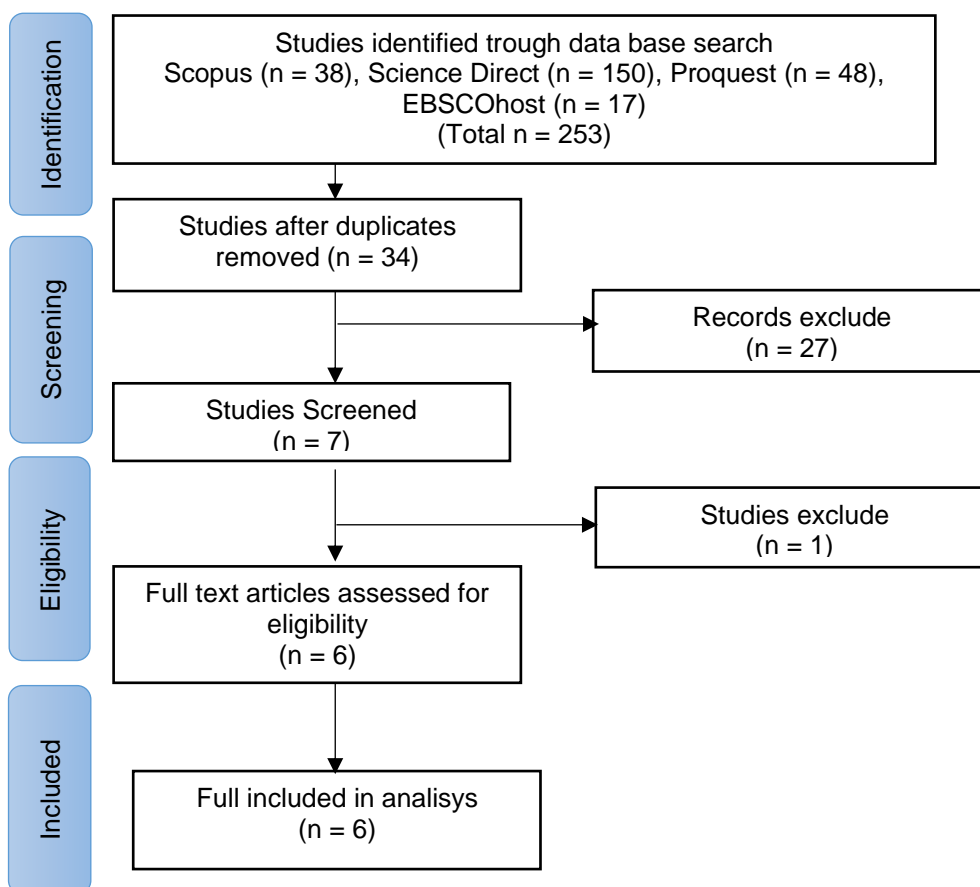 Identification
Studies identified trough data base search
Scopus (n = 38), Science Direct (n = 150), Proquest (n = 48),
EBSCOhost (n = 17)
(Total n = 253)
Studies after duplicates
removed (n = 34)
Screening
Records exclude
(n = 27)
Studies Screened
(n = 7)
Eligibility
Studies exclude
(n = 1)
Full text articles assessed for
eligibility
(n = 6)
Included
Full included in analisys
(n = 6)